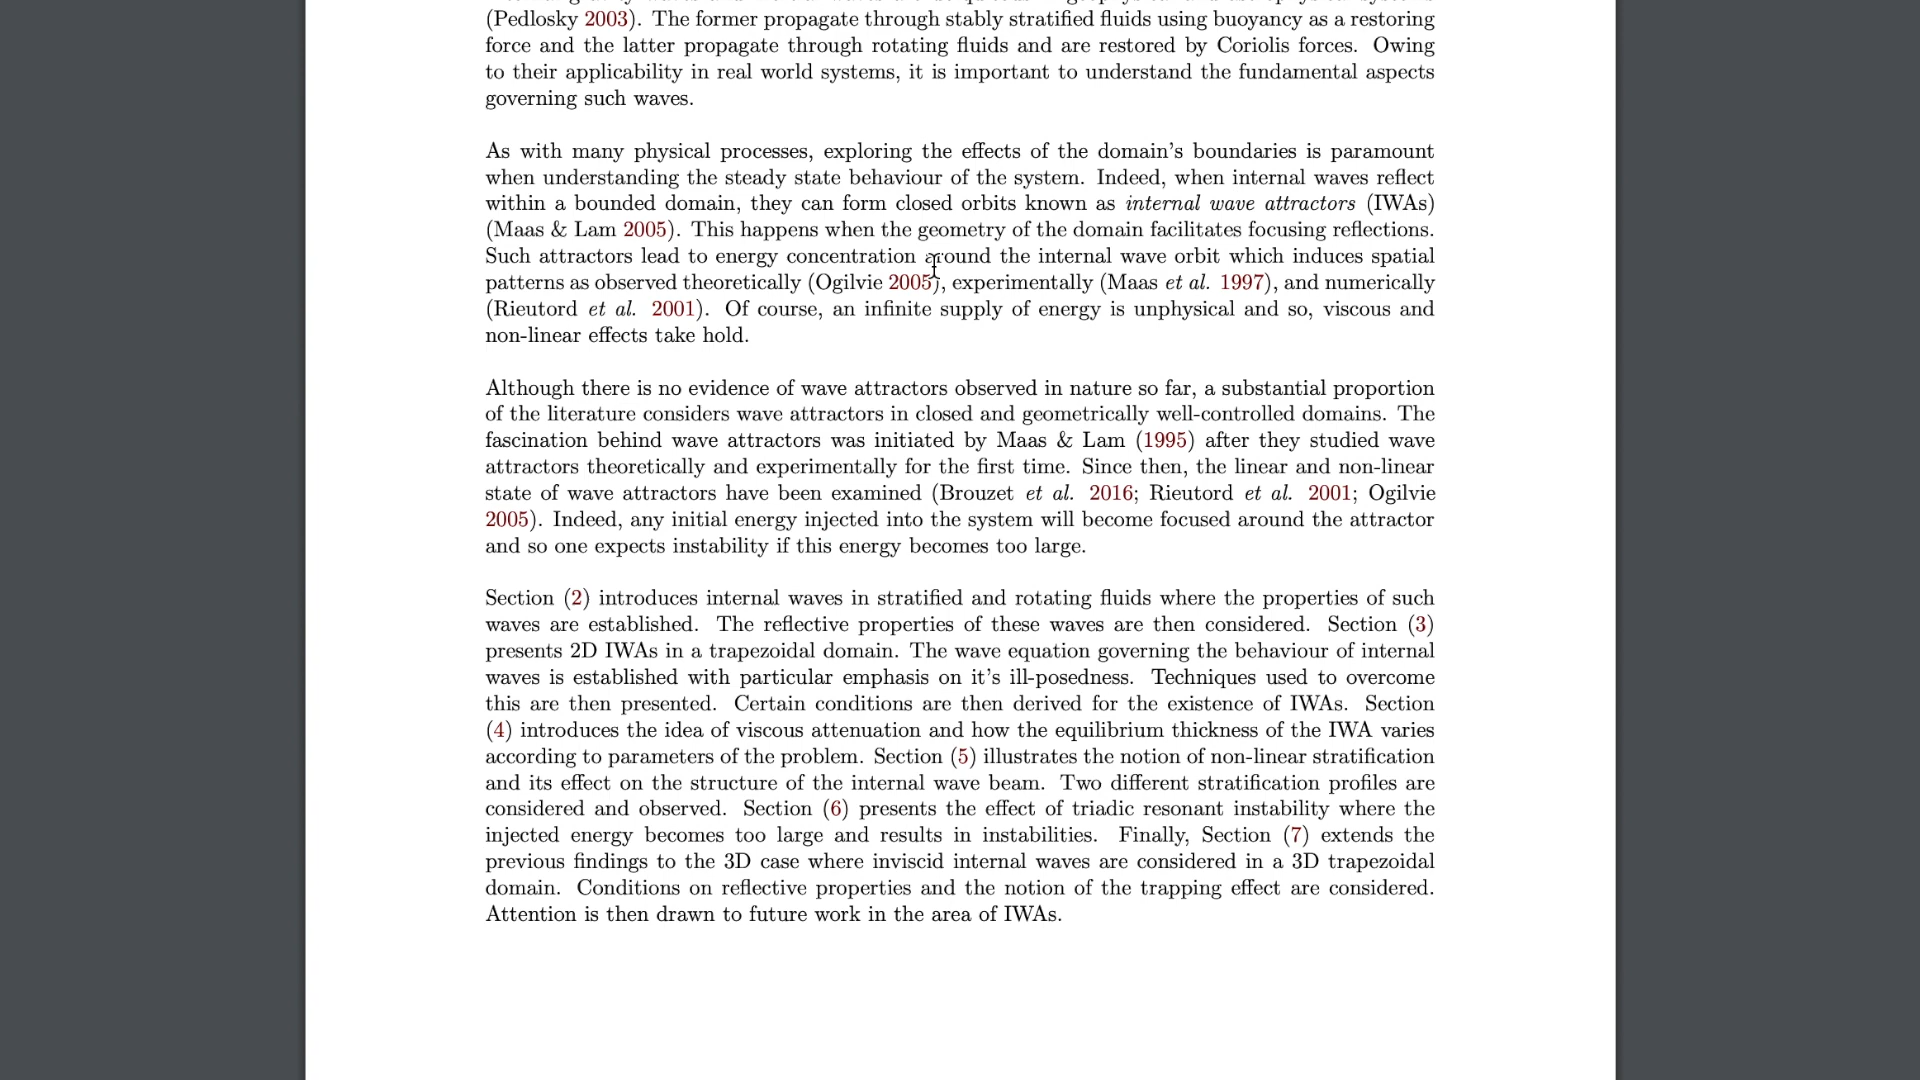 (Pedlosky 2003). The former propagate through stably stratified fluids using buoyancy as a restoring
force and the latter propagate through rotating fluids and are restored by Coriolis forces. Owing
to their applicability in real world systems, it is important to understand the fundamental aspects
governing such waves.
As with many physical processes, exploring the effects of the domain's boundaries is paramount
when understanding the steady state behaviour of the system. Indeed, when internal waves reflect
within a bounded domain, they can form closed orbits known as internal wave attractors (IWAs)
(Maas & Lam 2005). This happens when the geometry of the domain facilitates focusing reflections.
Such attractors lead to energy concentration around the internal wave orbit which induces spatial
patterns as observed theoretically (Ogilvie 2005), experimentally (Maas et al. 1997), and numerically
(Rieutord et al. 2001). Of course, an infinite supply of energy is unphysical and so, viscous and
non-linear effects take hold.
Although there is no evidence of wave attractors observed in nature so far, a substantial proportion
of the literature considers wave attractors in closed and geometrically well-controlled domains. The
fascination behind wave attractors was initiated by Maas & Lam (1995) after they studied wave
attractors theoretically and experimentally for the first time. Since then, the linear and non-linear
state of wave attractors have been examined (Brouzet et al. 2016; Rieutord et al. 2001; Ogilvie
2005). Indeed, any initial energy injected into the system will become focused around the attractor
and so one expects instability if this energy becomes too large.
Section (2) introduces internal waves in stratified and rotating fluids where the properties of such
waves are established. The reflective properties of these waves are then considered. Section (3)
presents 2D IWAs in a trapezoidal domain. The wave equation governing the behaviour of internal
waves is established with particular emphasis on it's ill-posedness. Techniques used to overcome
this are then presented. Certain conditions are then derived for the existence of IWAs. Section
(4) introduces the idea of viscous attenuation and how the equilibrium thickness of the IWA varies
according to parameters of the problem. Section (5) illustrates the notion of non-linear stratification
and its effect on the structure of the internal wave beam. Two different stratification profiles are
considered and observed. Section (6) presents the effect of triadic resonant instability where the
injected energy becomes too large and results in instabilities. Finally, Section (7) extends the
previous findings to the 3D case where inviscid internal waves are considered in a 3D trapezoidal
domain. Conditions on reflective properties and the notion of the trapping effect are considered.
Attention is then drawn to future work in the area of IWAs.